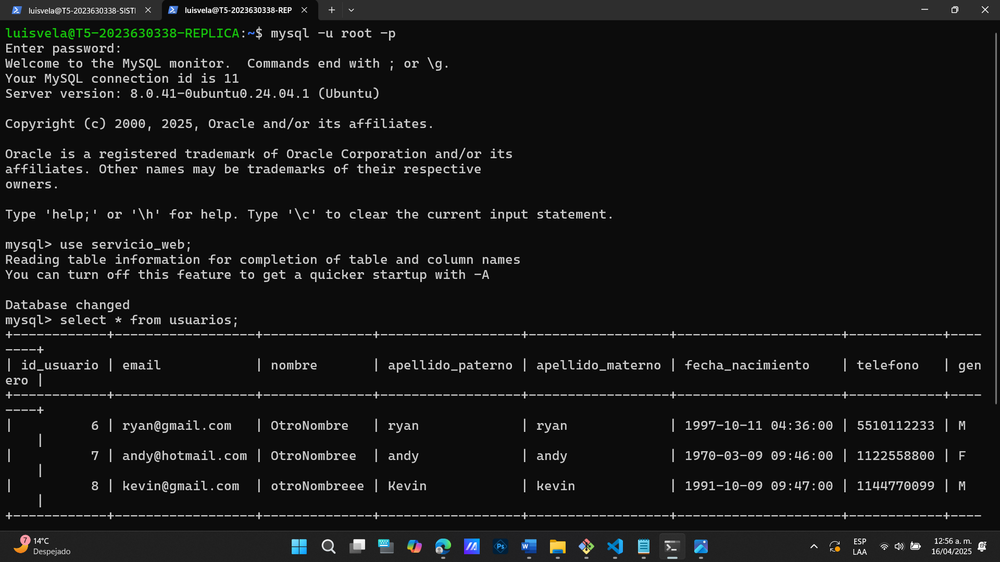 luisvela@T5-2023630338-SISTI
luisvela@T5-2023630338-REP
luisvela@T5-2023630338-REPLICA:~$ mysql -u root -p
Enter password:
Welcome to the MySQL monitor.  Commands end with ; or \g.
Your MySQL connection id is 11
Server version: 8.0.41-0ubuntu0.24.04.1 (Ubuntu)
Copyright (c) 2000, 2025, Oracle and/or its affiliates.
Oracle is a registered trademark of Oracle Corporation and/or its
affiliates. Other names may be trademarks of their respective
owners.
Type 'help;' or '\h' for help. Type '\c' to clear the current input statement.
mysql> use servicio_web;
Reading table information for completion of table and column names
You can turn off this feature to get a quicker startup with -A
Database changed
mysql> select * from usuarios;
+------------+------------------+--------------+------------------+------------------+---------------------+------------+----
----+
| id_usuario | email            | nombre       | apellido_paterno | apellido_materno | fecha_nacimiento    | telefono   | gen
ero |
+------------+------------------+--------------+------------------+------------------+---------------------+------------+----
----+
|          6 | ryan@gmail.com   | OtroNombre   | ryan             | ryan             | 1997-10-11 04:36:00 | 5510112233 | M
    |
|          7 | andy@hotmail.com | OtroNombree  | andy             | andy             | 1970-03-09 09:46:00 | 1122558800 | F
    |
|          8 | kevin@gmail.com  | otroNombreee | Kevin            | kevin            | 1991-10-09 09:47:00 | 1144770099 | M
    |
+------------+------------------+--------------+------------------+------------------+---------------------+------------+----
7
14°C
Despejado
Ps
W
ESP
LAA
12:56 a. m.
16/04/2025